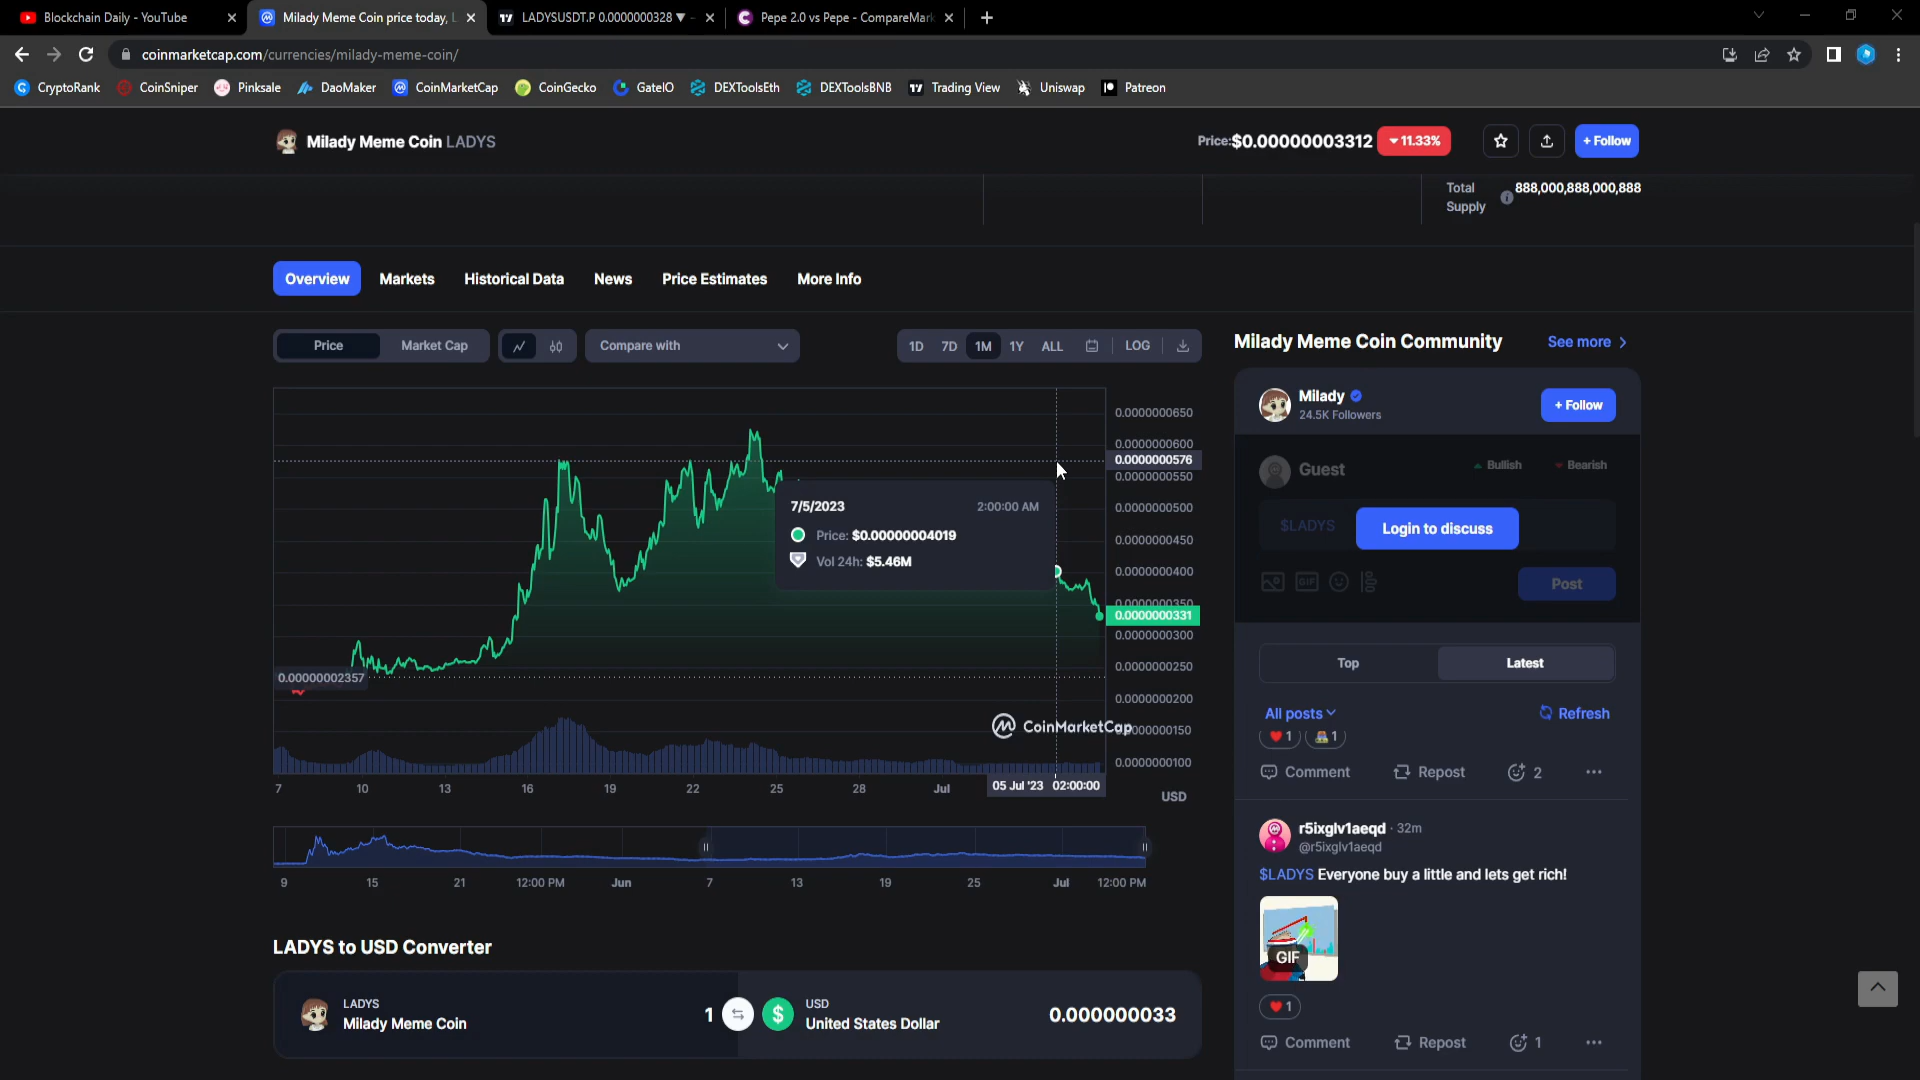 Blockchain Daily - YouTube
Milady Meme Coin price today, L
LADYSUSDT.P 0.0000000328 ▼ -
Pepe 2.0 vs Pepe - CompareMark
coinmarketcap.com/currencies/milady-meme-coin/
CryptoRank
CoinSniper
Pinksale
DaoMaker
CoinMarketCap
CoinGecko
GateIO
DEXToolsEth
DEXToolsBNB
Trading View
Uniswap
Patreon
Milady Meme Coin LADYS
Price:$0.00000003312
11.33%
+ Follow
Total
Supply
888,000,888,000,888
Overview
Markets
Historical Data
News
Price Estimates
More Info
Price
Market Cap
Compare with
1D
7D
1M
1Y
ALL
LOG
0.0000000650
0.0000000600
0.0000000576
0.0000000550
0.0000000500
0.0000000450
0.0000000400
0.0000000350
0.0000000331
0.0000000300
0.0000000250
0.0000000200
0.0000000150
0.0000000100
7/5/2023
2:00:00 AM
Price: $0.00000004019
Vol 24h: $5.46M
0.00000002357
CoinMarketCap
7
10
13
16
19
22
25
28
Jul
05 Jul '23 02:00:00
USD
9
15
21
12:00 PM
Jun
7
13
19
25
Jul
12:00 PM
LADYS to USD Converter
LADYS
Milady Meme Coin
1
$
USD
United States Dollar
0.000000033
Milady Meme Coin Community
See more
Milady
24.5K Followers
+ Follow
Guest
Bullish
Bearish
$LADYS
Login to discuss
GIF
Post
Top
Latest
All posts
Refresh
1
1
Comment
Repost
2
r5ixglv1aeqd · 32m
@r5ixglv1aeqd
$LADYS Everyone buy a little and lets get rich!
GIF
1
Comment
Repost
1